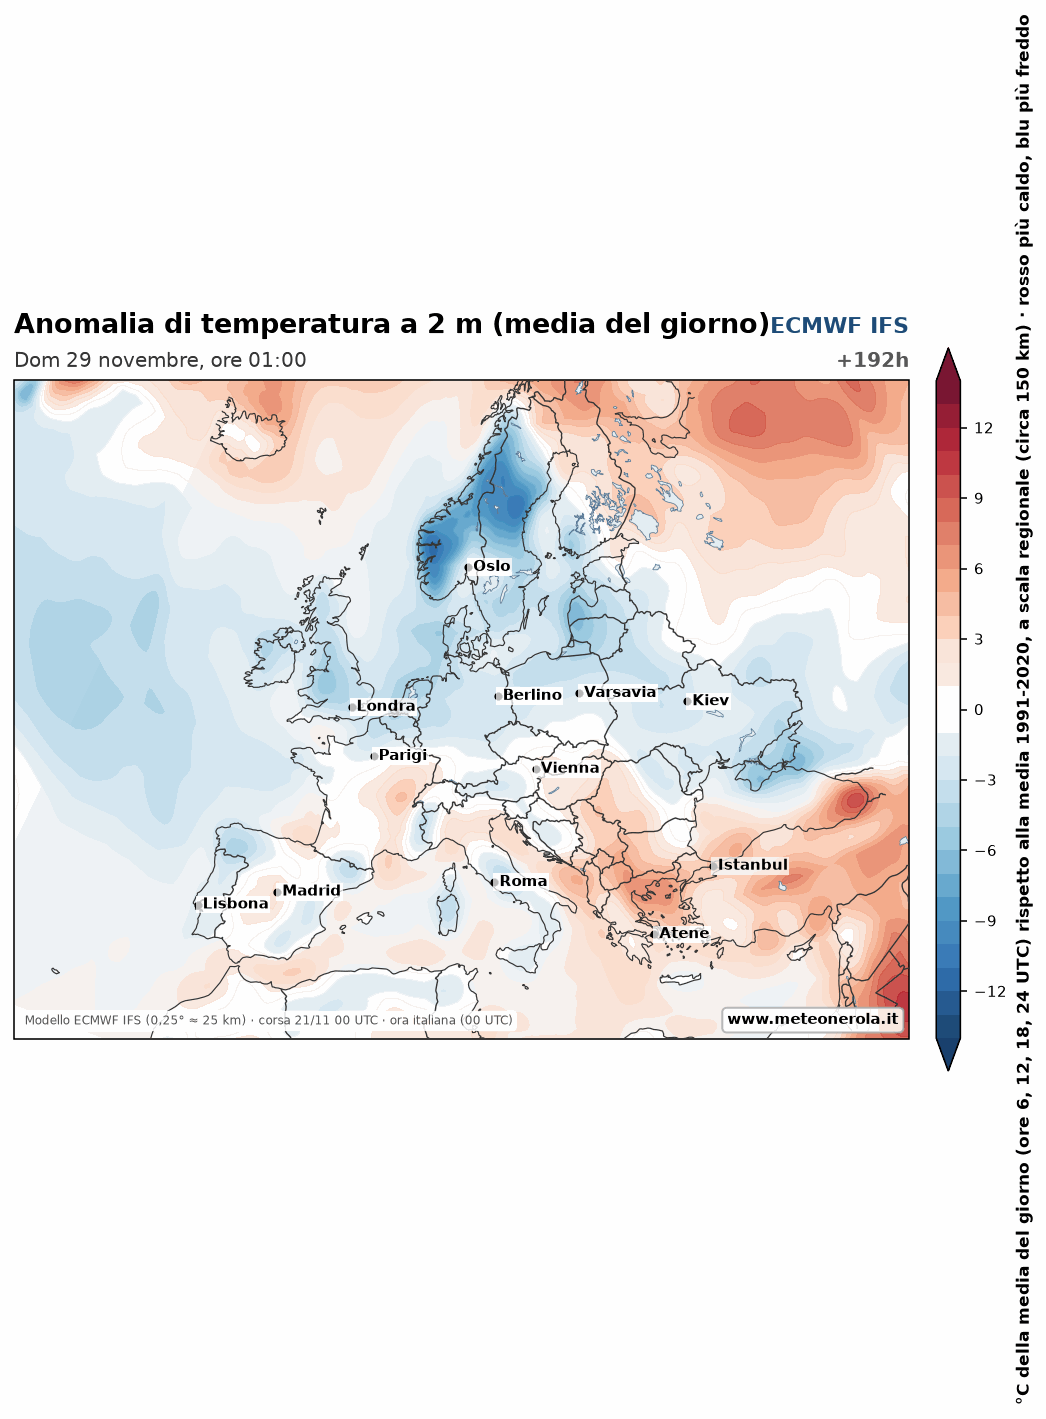 Anomalia di temperatura a 2 m (media del giorno)
ECMWF IFS
Dom 29 novembre, ore 01:00
+192h
Oslo
Berlino
Varsavia
Kiev
Londra
Parigi
Vienna
Istanbul
Madrid
Roma
Lisbona
Atene
Modello ECMWF IFS (0,25° ≈ 25 km) · corsa 21/11 00 UTC · ora italiana (00 UTC)
www.meteonerola.it
12
9
6
3
0
−3
−6
−9
−12
°C della media del giorno (ore 6, 12, 18, 24 UTC) rispetto alla media 1991-2020, a scala regionale (circa 150 km) · rosso più caldo, blu più freddo